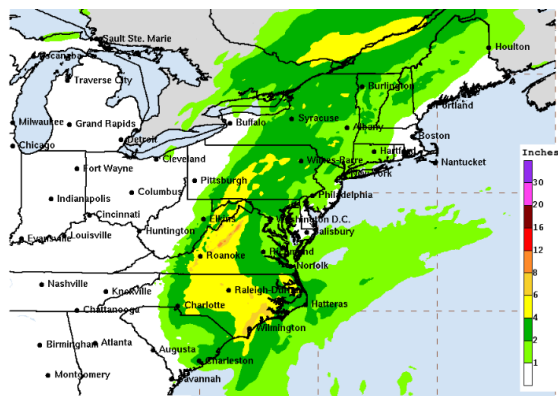 Sault Ste. Marie
Escanaba
Houlton
Traverse City
Burlington
Portland
Milwaukee
Grand Rapids
Buffalo
Syracuse
Albany
Boston
Chicago
Detroit
Hartford
Nantucket
Inches
Cleveland
Wilkes-Barre
Fort Wayne
New York
30
Pittsburgh
Columbus
Philadelphia
Indianapolis
20
Cincinnati
Elkins
Washington D.C.
16
Evansville
Louisville
Huntington
Salisbury
12
Roanoke
Richmond
8
Norfolk
Nashville
Knoxville
Raleigh-Durham
6
Charlotte
Hatteras
Chattanooga
4
Wilmington
Birmingham
Atlanta
2
Augusta
Charleston
1
Montgomery
Savannah